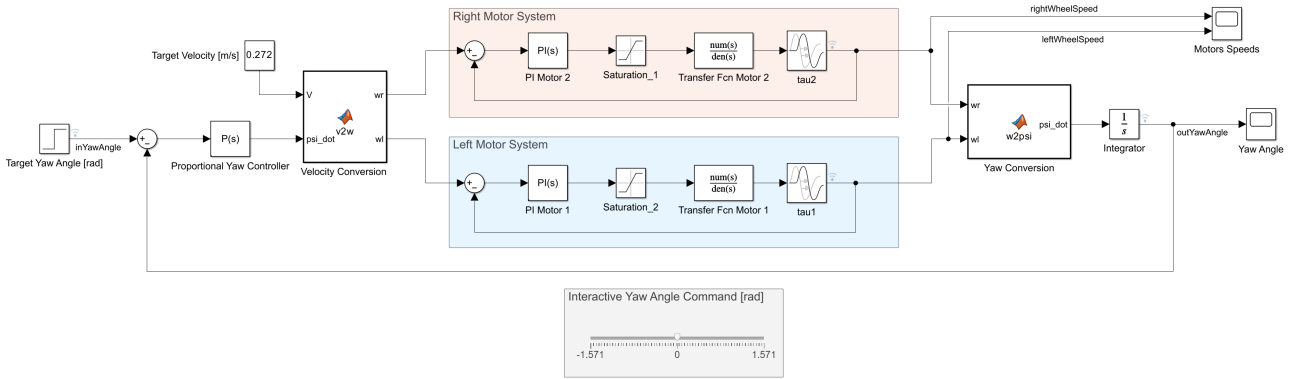 Right Motor System
rightWheelSpeed
leftWheelSpeed
Motors Speeds
Target Velocity [m/s]
0.272
+
−
PI(s)
PI Motor 2
Saturation_1
num(s)
den(s)
Transfer Fcn Motor 2
tau2
V
wr
v2w
psi_dot
wl
Velocity Conversion
inYawAngle
Target Yaw Angle [rad]
+
−
P(s)
Proportional Yaw Controller
Left Motor System
+
−
PI(s)
PI Motor 1
Saturation_2
num(s)
den(s)
Transfer Fcn Motor 1
tau1
wr
w2psi
psi_dot
wl
Yaw Conversion
1
s
Integrator
outYawAngle
Yaw Angle
Interactive Yaw Angle Command [rad]
-1.571
0
1.571